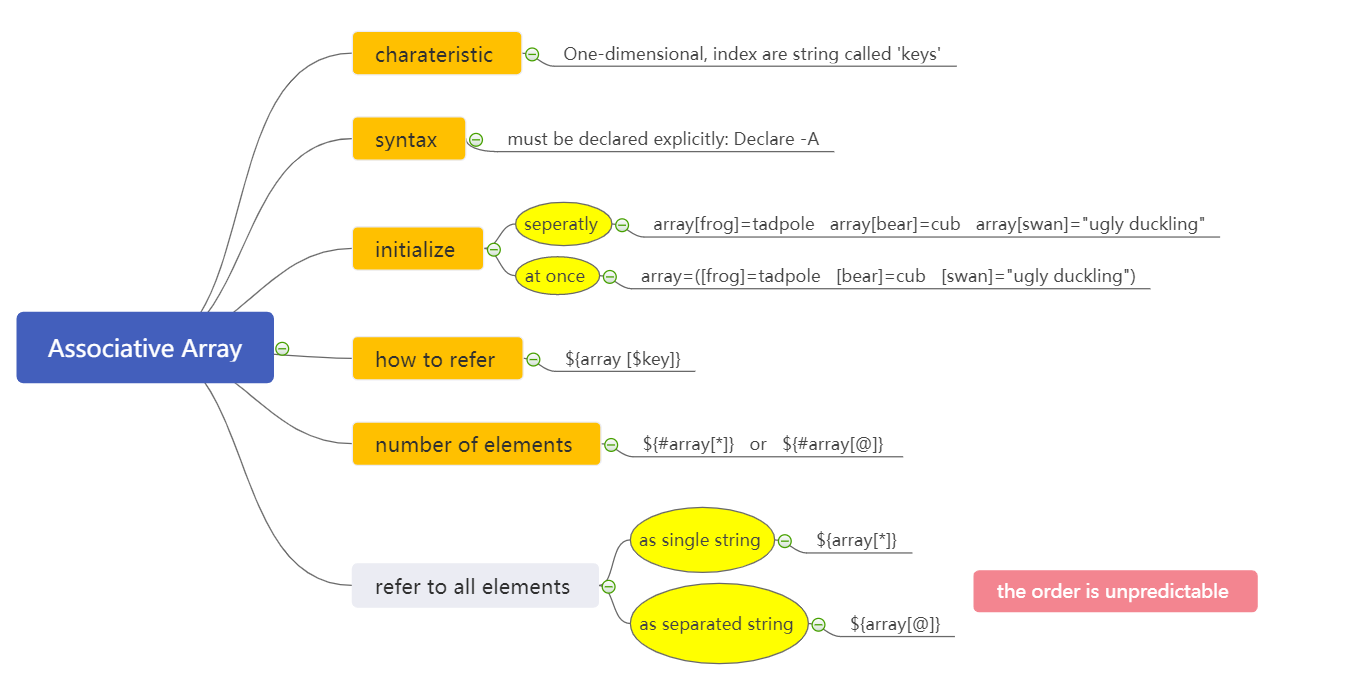 Associative Array
charateristic
One-dimensional, index are string called 'keys'
syntax
must be declared explicitly: Declare -A
initialize
seperatly
array[frog]=tadpole array[bear]=cub array[swan]="ugly duckling"
at once
array=([frog]=tadpole [bear]=cub [swan]="ugly duckling")
how to refer
${array [$key]}
number of elements
${#array[*]} or ${#array[@]}
refer to all elements
as single string
${array[*]}
as separated string
${array[@]}
the order is unpredictable